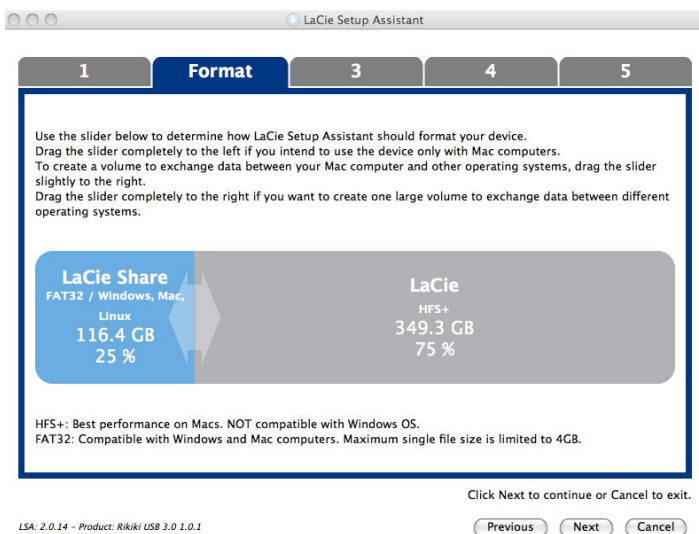 LaCie Setup Assistant
1
Format
3
4
5
Use the slider below to determine how LaCie Setup Assistant should format your device.
Drag the slider completely to the left if you intend to use the device only with Mac computers.
To create a volume to exchange data between your Mac computer and other operating systems, drag the slider
slightly to the right.
Drag the slider completely to the right if you want to create one large volume to exchange data between different
operating systems.
LaCie Share
FAT32 / Windows, Mac,
Linux
116.4 GB
25 %
LaCie
HFS+
349.3 GB
75 %
HFS+: Best performance on Macs. NOT compatible with Windows OS.
FAT32: Compatible with Windows and Mac computers. Maximum single file size is limited to 4GB.
Click Next to continue or Cancel to exit.
LSA: 2.0.14 – Product: Rikiki USB 3.0 1.0.1
Previous
Next
Cancel